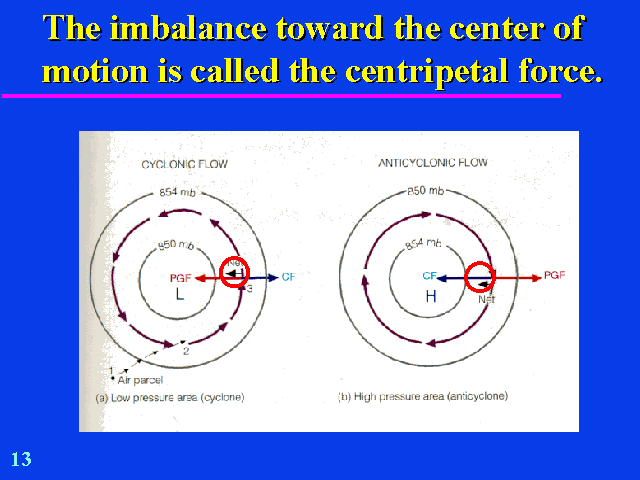 The imbalance toward the center of
motion is called the centripetal force.
CYCLONIC FLOW
854 mb
850 mb
Net
PGF
CF
L
3
2
1
Air parcel
(a) Low pressure area (cyclone)
ANTICYCLONIC FLOW
850 mb
854 mb
CF
PGF
H
Net
(b) High pressure area (anticyclone)
13